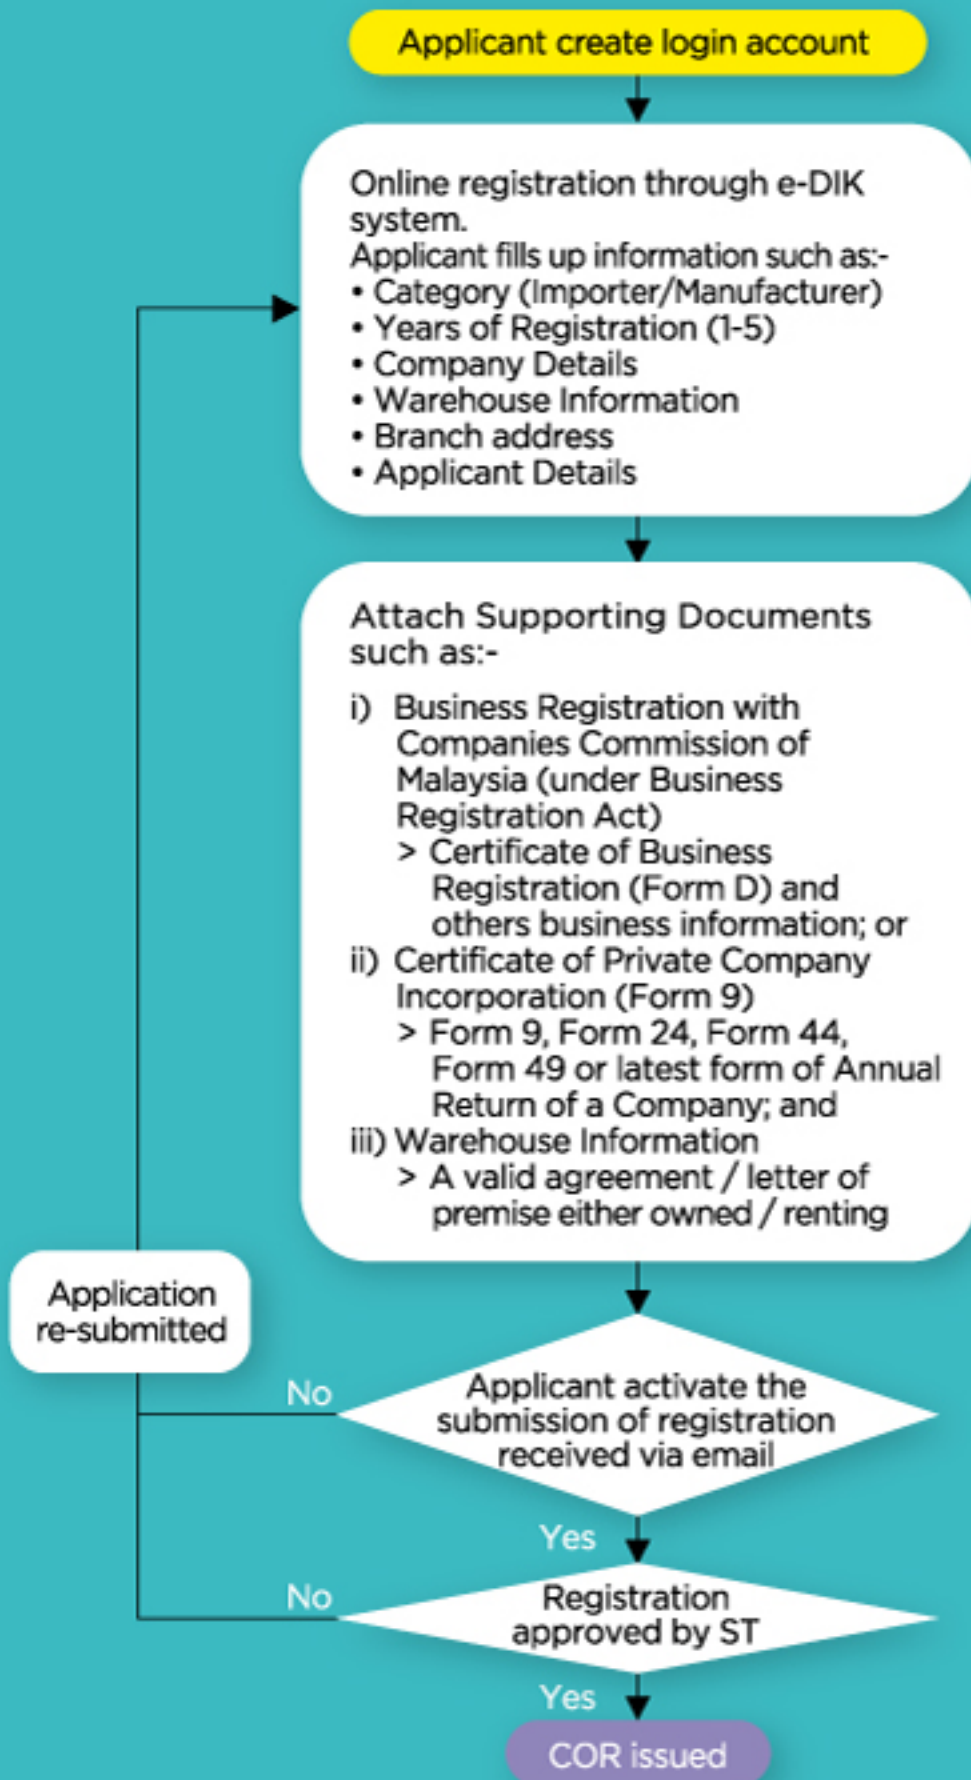 Applicant create login account
Online registration through e-DIK
system.
Applicant fills up information such as:-
• Category (Importer/Manufacturer)
• Years of Registration (1-5)
• Company Details
• Warehouse Information
• Branch address
• Applicant Details
Attach Supporting Documents
such as:-
i) Business Registration with
Companies Commission of
Malaysia (under Business
Registration Act)
> Certificate of Business
Registration (Form D) and
others business information; or
ii) Certificate of Private Company
Incorporation (Form 9)
> Form 9, Form 24, Form 44,
Form 49 or latest form of Annual
Return of a Company; and
iii) Warehouse Information
> A valid agreement / letter of
premise either owned / renting
Application
re-submitted
No
Applicant activate the
submission of registration
received via email
Yes
No
Registration
approved by ST
Yes
COR issued